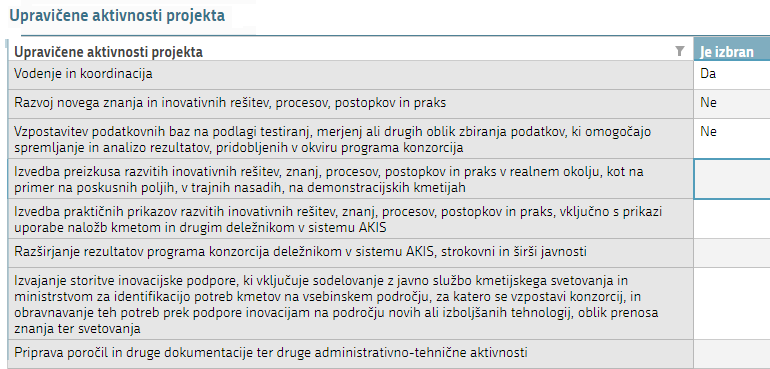 Upravičene aktivnosti projekta
Upravičene aktivnosti projekta
Je izbran
Vodenje in koordinacija
Da
Razvoj novega znanja in inovativnih rešitev, procesov, postopkov in praks
Ne
Vzpostavitev podatkovnih baz na podlagi testiranj, merjenj ali drugih oblik zbiranja podatkov, ki omogočajo
spremljanje in analizo rezultatov, pridobljenih v okviru programa konzorcija
Ne
Izvedba preizkusa razvitih inovativnih rešitev, znanj, procesov, postopkov in praks v realnem okolju, kot na
primer na poskusnih poljih, v trajnih nasadih, na demonstracijskih kmetijah
Izvedba praktičnih prikazov razvitih inovativnih rešitev, znanj, procesov, postopkov in praks, vključno s prikazi
uporabe naložb kmetom in drugim deležnikom v sistemu AKIS
Razširjanje rezultatov programa konzorcija deležnikom v sistemu AKIS, strokovni in širši javnosti
Izvajanje storitve inovacijske podpore, ki vključuje sodelovanje z javno službo kmetijskega svetovanja in
ministrstvom za identifikacijo potreb kmetov na vsebinskem področju, za katero se vzpostavi konzorcij, in
obravnavanje teh potreb prek podpore inovacijam na področju novih ali izboljšanih tehnologij, oblik prenosa
znanja ter svetovanja
Priprava poročil in druge dokumentacije ter druge administrativno-tehnične aktivnosti